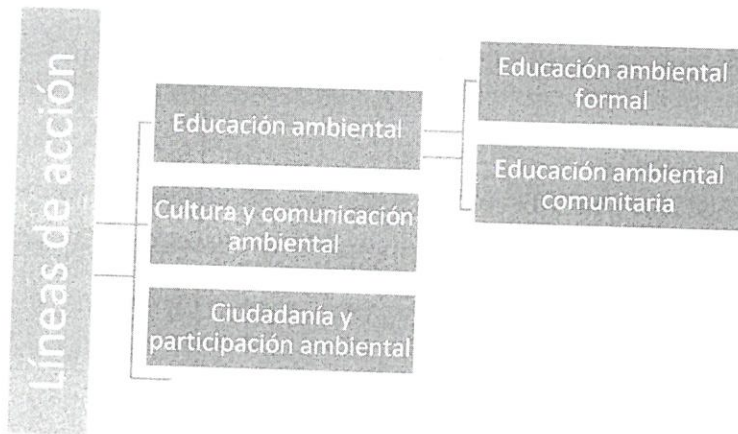 Líneas de acción
Educación ambiental
Educación ambiental
formal
Educación ambiental
comunitaria
Cultura y comunicación
ambiental
Ciudadanía y
participación ambiental